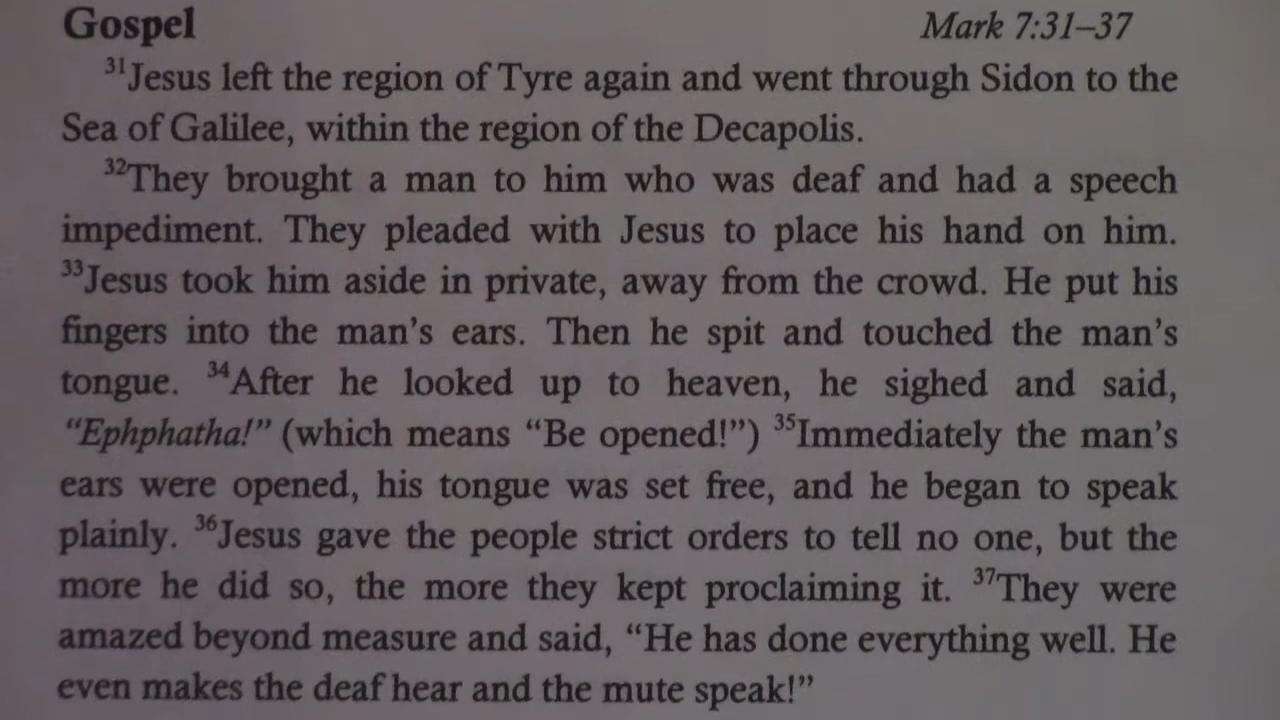 Gospel Mark 7:31–37
³¹Jesus left the region of Tyre again and went through Sidon to the
Sea of Galilee, within the region of the Decapolis.
³²They brought a man to him who was deaf and had a speech
impediment. They pleaded with Jesus to place his hand on him.
³³Jesus took him aside in private, away from the crowd. He put his
fingers into the man’s ears. Then he spit and touched the man’s
tongue. ³⁴After he looked up to heaven, he sighed and said,
“Ephphatha!” (which means “Be opened!”) ³⁵Immediately the man’s
ears were opened, his tongue was set free, and he began to speak
plainly. ³⁶Jesus gave the people strict orders to tell no one, but the
more he did so, the more they kept proclaiming it. ³⁷They were
amazed beyond measure and said, “He has done everything well. He
even makes the deaf hear and the mute speak!”